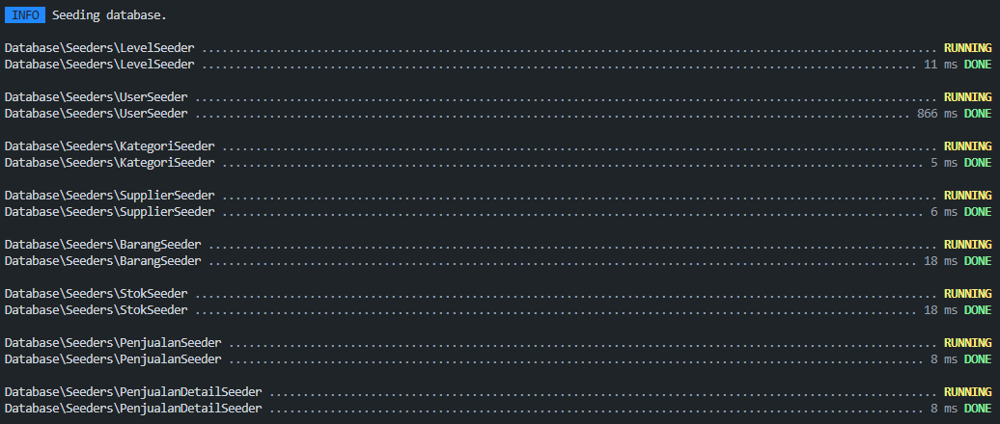 INFO Seeding database.
Database\Seeders\LevelSeeder ............................................................................................................. RUNNING
Database\Seeders\LevelSeeder .......................................................................................................... 11 ms DONE
Database\Seeders\UserSeeder .............................................................................................................. RUNNING
Database\Seeders\UserSeeder .......................................................................................................... 866 ms DONE
Database\Seeders\KategoriSeeder .......................................................................................................... RUNNING
Database\Seeders\KategoriSeeder ........................................................................................................ 5 ms DONE
Database\Seeders\SupplierSeeder .......................................................................................................... RUNNING
Database\Seeders\SupplierSeeder ........................................................................................................ 6 ms DONE
Database\Seeders\BarangSeeder ............................................................................................................ RUNNING
Database\Seeders\BarangSeeder ......................................................................................................... 18 ms DONE
Database\Seeders\StokSeeder .............................................................................................................. RUNNING
Database\Seeders\StokSeeder ........................................................................................................... 18 ms DONE
Database\Seeders\PenjualanSeeder ......................................................................................................... RUNNING
Database\Seeders\PenjualanSeeder ....................................................................................................... 8 ms DONE
Database\Seeders\PenjualanDetailSeeder ................................................................................................... RUNNING
Database\Seeders\PenjualanDetailSeeder ................................................................................................. 8 ms DONE